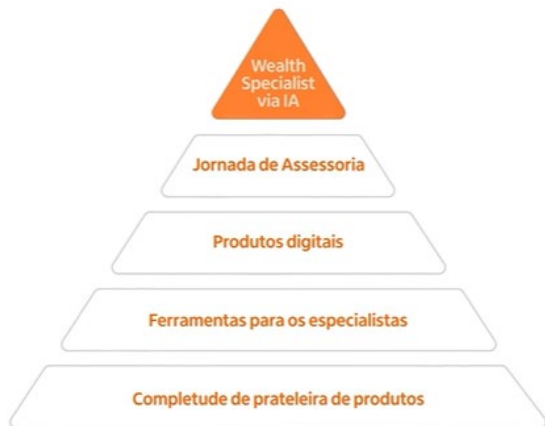 Wealth
Specialist
via IA
Jornada de Assessoria
Produtos digitais
Ferramentas para os especialistas
Completude de prateleira de produtos